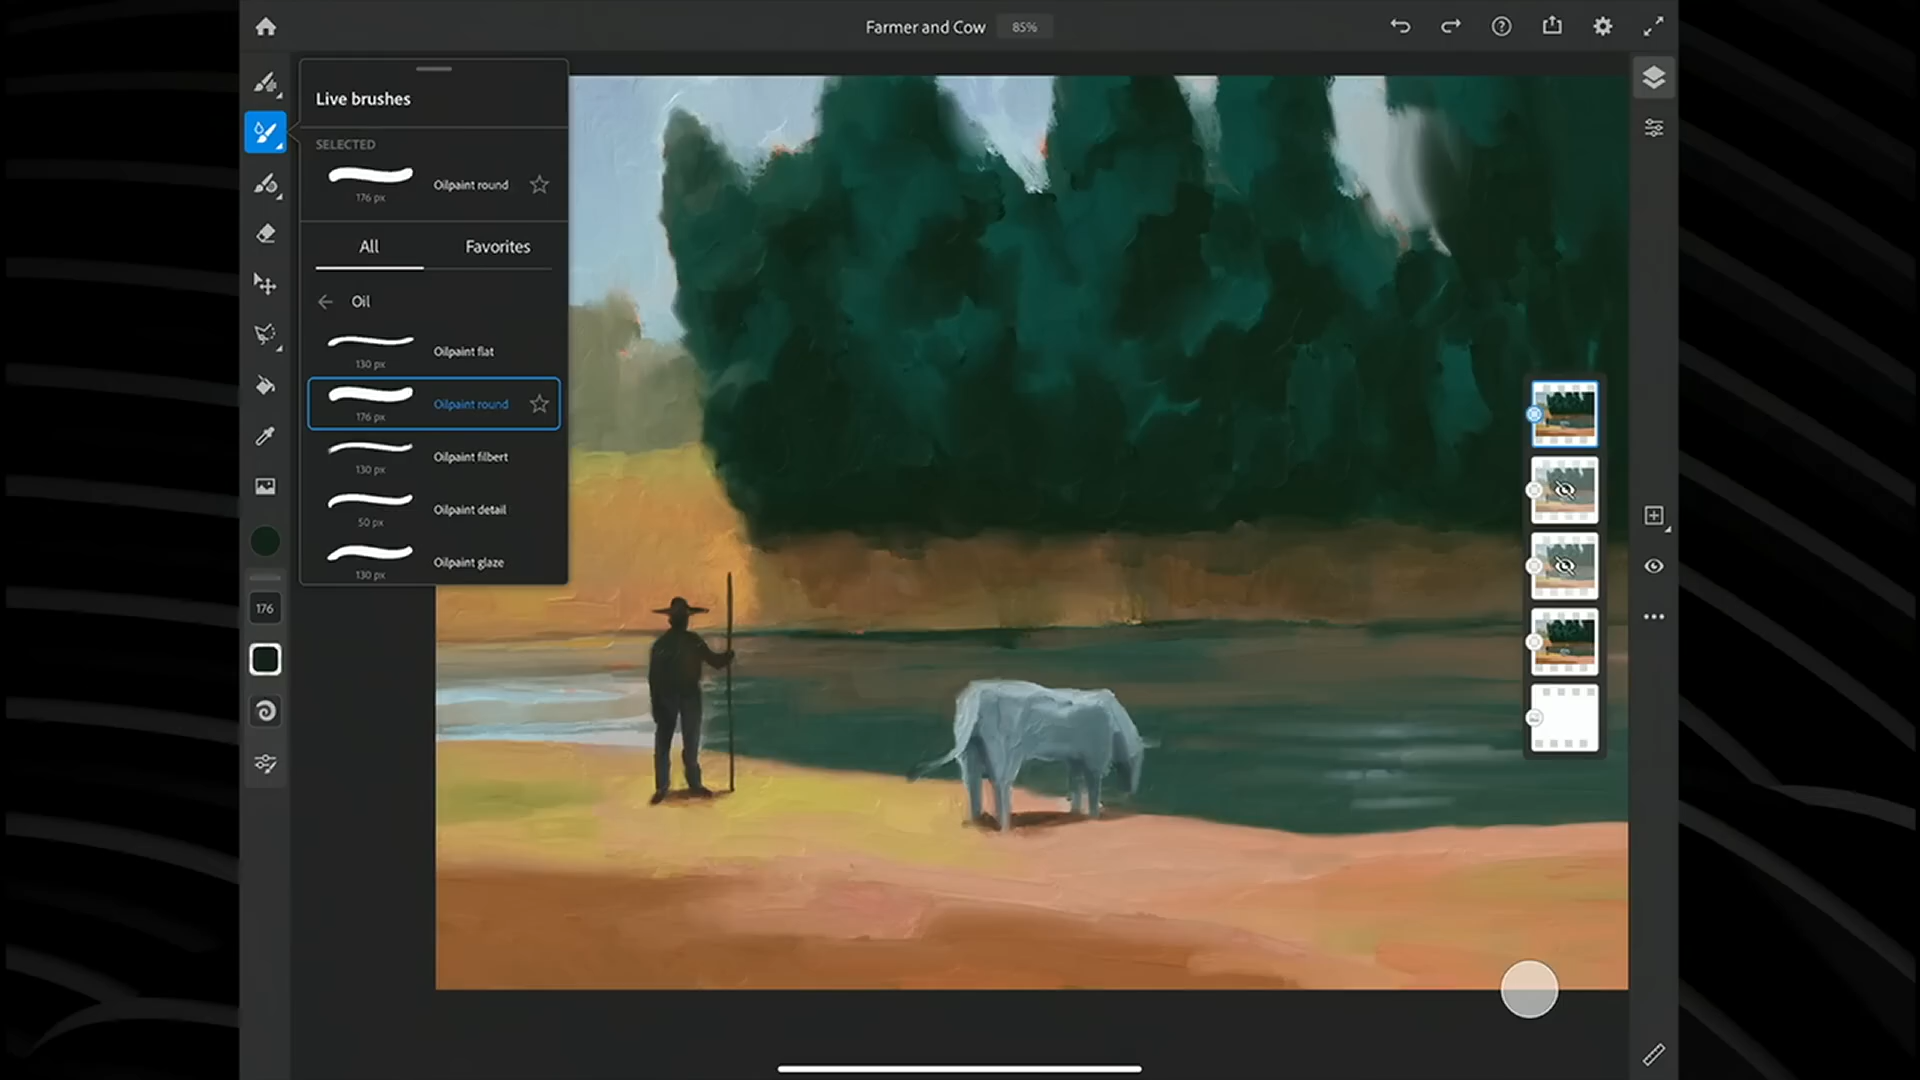 Farmer and Cow 85%
Live brushes
SELECTED
Oilpaint round
176 px
All Favorites
Oil
Oilpaint flat
130 px
Oilpaint round
176 px
Oilpaint filbert
130 px
Oilpaint detail
50 px
Oilpaint glaze
130 px
176